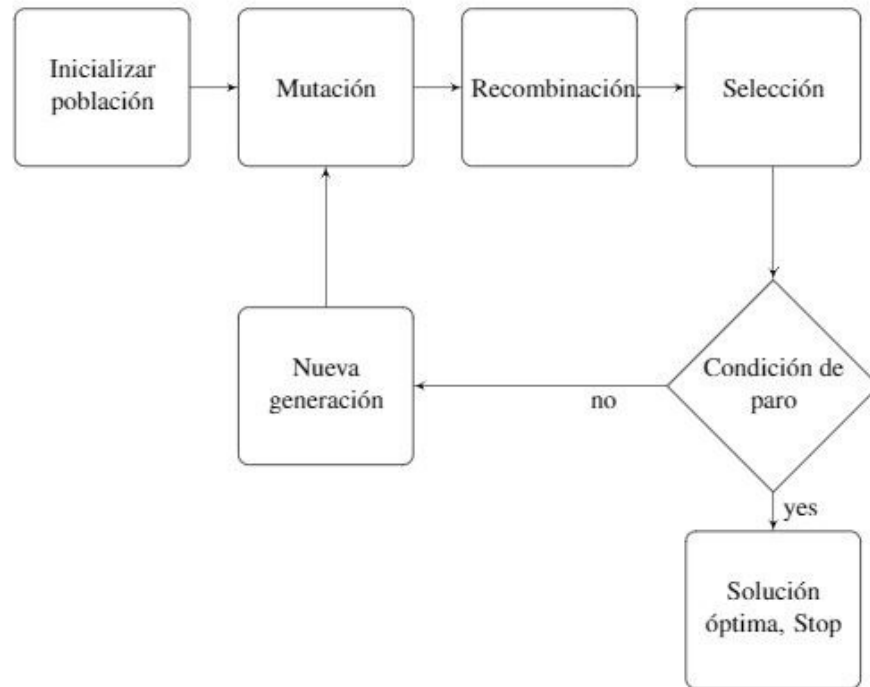 Inicializar
población
Mutación
Recombinación.
Selección
Condición de
paro
no
Nueva
generación
yes
Solución
óptima, Stop